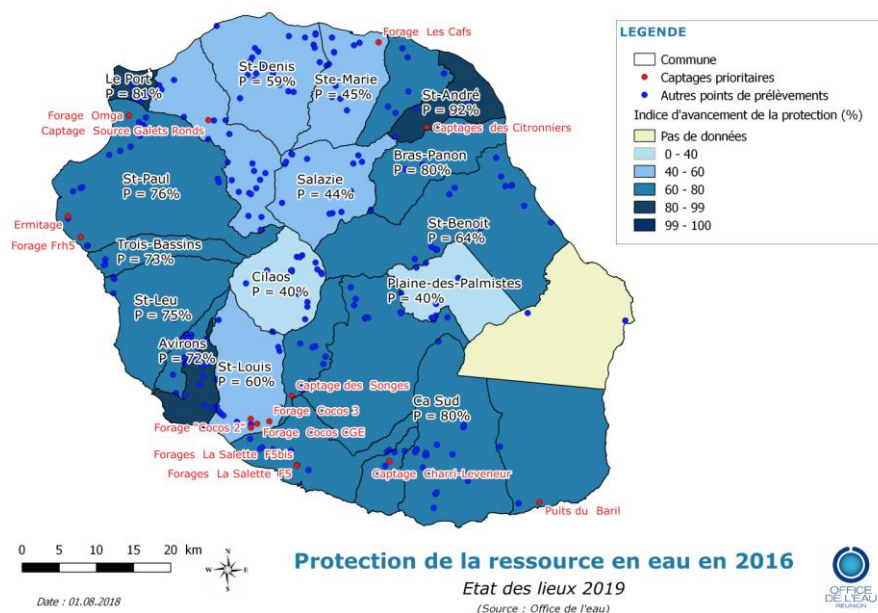 Forage Les Cafs
St-Denis
P = 59%
Ste-Marie
P = 45%
Le Port
P = 81%
St-André
P = 92%
Forage Omga
Captage Source Galets Ronds
Captages des Citronniers
Bras-Panon
P = 80%
St-Paul
P = 76%
Salazie
P = 44%
Ermitage
Forage Frh5
St-Benoit
P = 64%
Trois-Bassins
P = 73%
Cilaos
P = 40%
Plaine-des-Palmistes
P = 40%
St-Leu
P = 75%
Avirons
P = 72%
St-Louis
P = 60%
Captage des Songes
Ca Sud
P = 80%
Forage Cocos 3
Forage "Cocos 2"
Forage Cocos CGE
Forages La Salette F5bis
Forages La Salette F5
Captage Charri-Leveneur
Puits du Baril
LEGENDE
Commune
Captages prioritaires
Autres points de prélèvements
Indice d'avancement de la protection (%)
Pas de données
0 - 40
40 - 60
60 - 80
80 - 99
99 - 100
0 5 10 15 20 km
N
W E
S
Date : 01.08.2018
Protection de la ressource en eau en 2016
Etat des lieux 2019
(Source : Office de l'eau)
OFFICE
DE L'EAU
RÉUNION